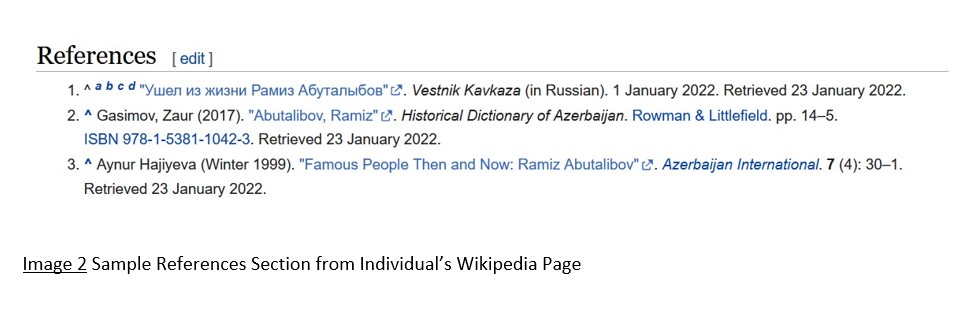 References [ edit ]
1. ^ a b c d "Ушел из жизни Рамиз Абуталыбов". Vestnik Kavkaza (in Russian). 1 January 2022. Retrieved 23 January 2022.
2. ^ Gasimov, Zaur (2017). "Abutalibov, Ramiz". Historical Dictionary of Azerbaijan. Rowman & Littlefield. pp. 14–5.
ISBN 978-1-5381-1042-3. Retrieved 23 January 2022.
3. ^ Aynur Hajiyeva (Winter 1999). "Famous People Then and Now: Ramiz Abutalibov". Azerbaijan International. 7 (4): 30–1.
Retrieved 23 January 2022.
Image 2 Sample References Section from Individual's Wikipedia Page